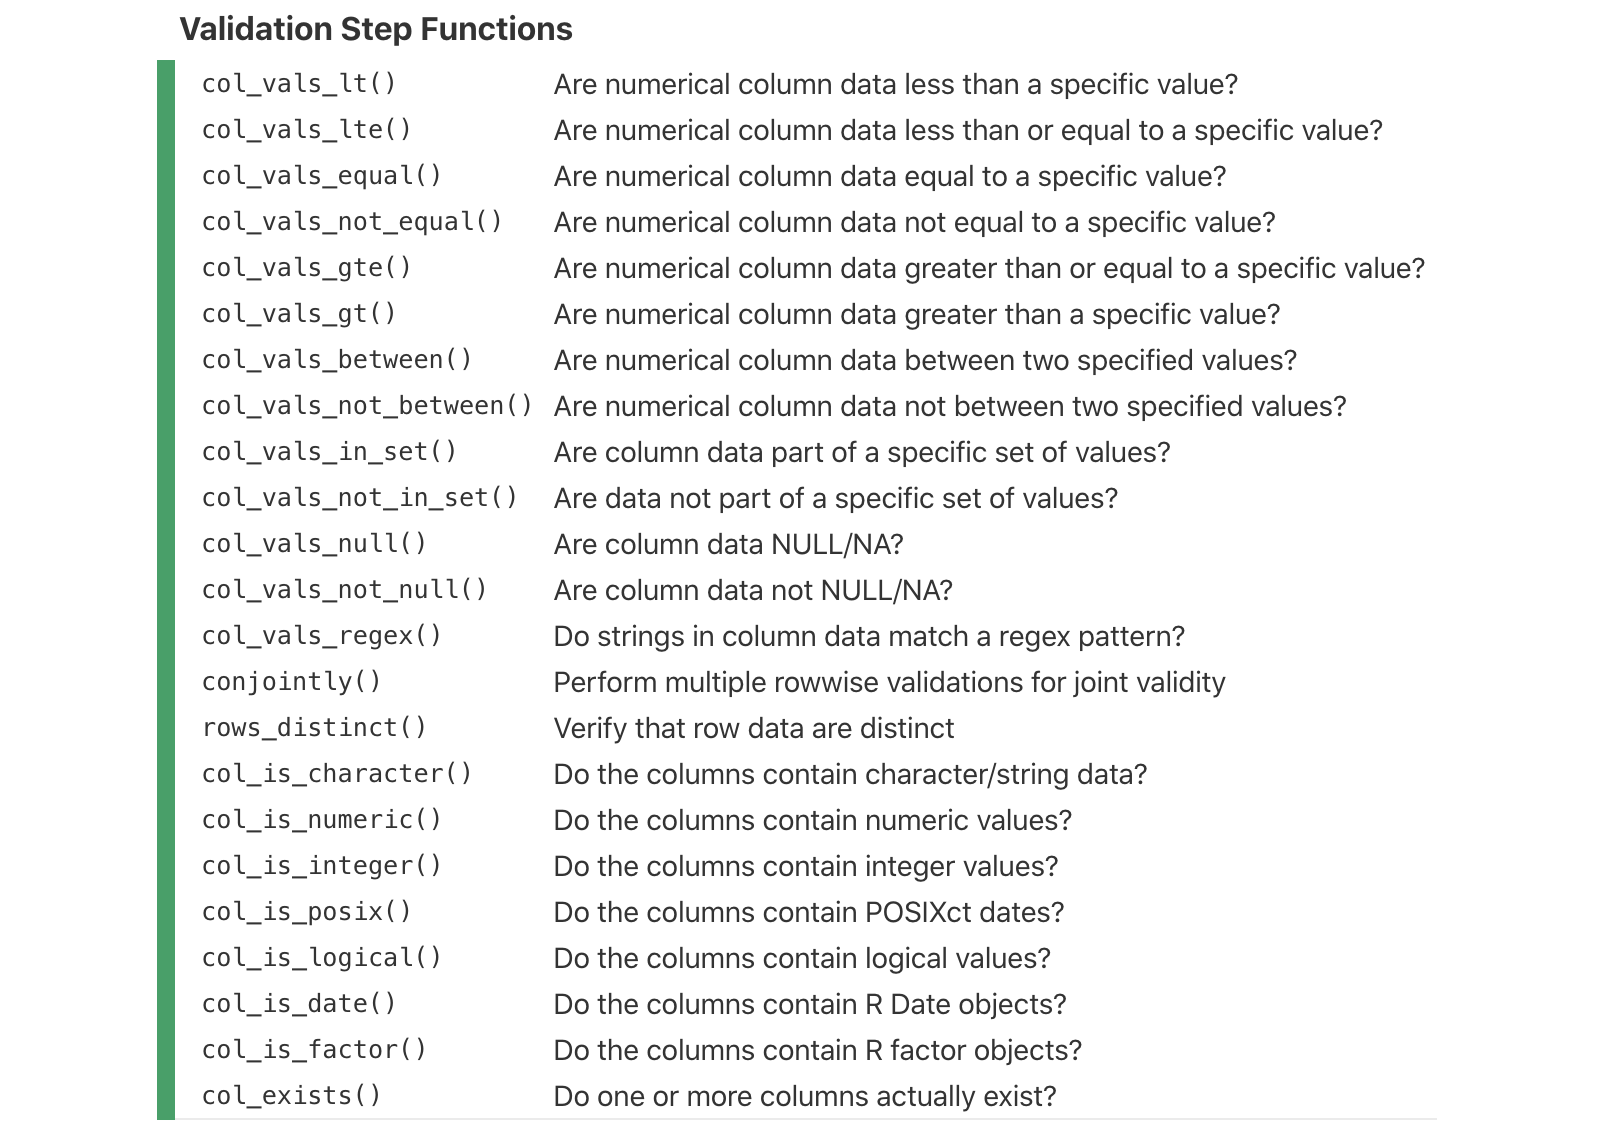 Validation Step Functions
col_vals_lt() Are numerical column data less than a specific value?
col_vals_lte() Are numerical column data less than or equal to a specific value?
col_vals_equal() Are numerical column data equal to a specific value?
col_vals_not_equal() Are numerical column data not equal to a specific value?
col_vals_gte() Are numerical column data greater than or equal to a specific value?
col_vals_gt() Are numerical column data greater than a specific value?
col_vals_between() Are numerical column data between two specified values?
col_vals_not_between() Are numerical column data not between two specified values?
col_vals_in_set() Are column data part of a specific set of values?
col_vals_not_in_set() Are data not part of a specific set of values?
col_vals_null() Are column data NULL/NA?
col_vals_not_null() Are column data not NULL/NA?
col_vals_regex() Do strings in column data match a regex pattern?
conjointly() Perform multiple rowwise validations for joint validity
rows_distinct() Verify that row data are distinct
col_is_character() Do the columns contain character/string data?
col_is_numeric() Do the columns contain numeric values?
col_is_integer() Do the columns contain integer values?
col_is_posix() Do the columns contain POSIXct dates?
col_is_logical() Do the columns contain logical values?
col_is_date() Do the columns contain R Date objects?
col_is_factor() Do the columns contain R factor objects?
col_exists() Do one or more columns actually exist?